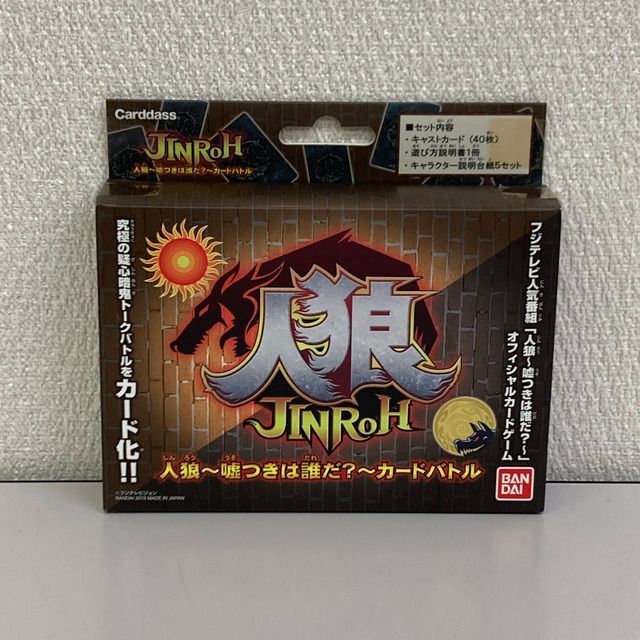 Carddass
JINRoH
人狼～嘘つきは誰だ?～カードバトル
■セット内容
・キャストカード (40枚)
・遊び方説明書1冊
・キャラクター説明台紙5セット
究極の疑心暗鬼トークバトルをカード化!!
フジテレビ人気番組
「人狼～嘘つきは誰だ?～」
オフィシャルカードゲーム
人狼
JINRoH
人狼～嘘つきは誰だ?～カードバトル
©フジテレビジョン
BANDAI 2013 MADE IN JAPAN
BAN
DAI